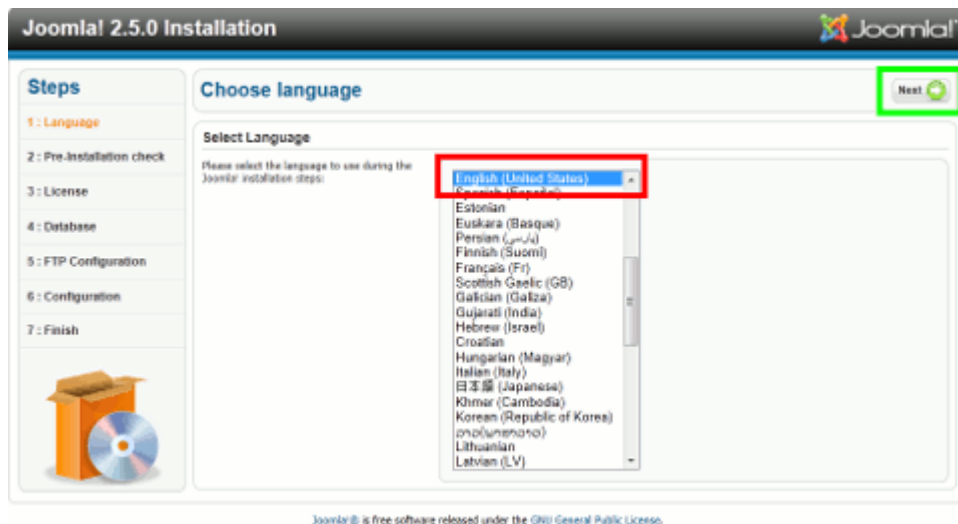 Joomla! 2.5.0 Installation
Joomla!
Steps
1 : Language
2 : Pre-Installation check
3 : License
4 : Database
5 : FTP Configuration
6 : Configuration
7 : Finish
Choose language
Next
Select Language
Please select the language to use during the
Joomla! installation steps:
English (United States)
Spanish (Español)
Estonian
Euskara (Basque)
Persian (پارسی)
Finnish (Suomi)
Français (Fr)
Scottish Gaelic (GB)
Galician (Galiza)
Gujarati (India)
Hebrew (Israel)
Croatian
Hungarian (Magyar)
Italian (Italy)
日本語 (Japanese)
Khmer (Cambodia)
Korean (Republic of Korea)
Lithuanian
Latvian (LV)
Joomla!® is free software released under the GNU General Public License.